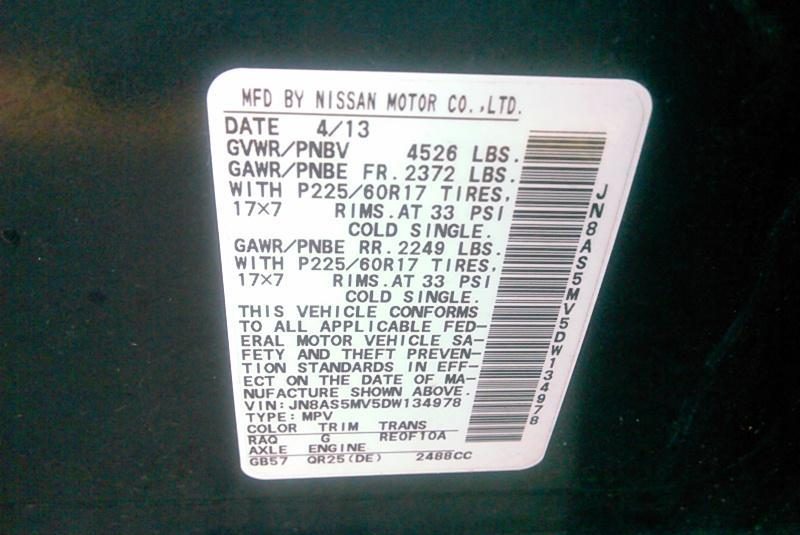 MFD BY NISSAN MOTOR CO.,LTD.
DATE 4/13
GVWR/PNBV 4526 LBS.
GAWR/PNBE FR. 2372 LBS.
WITH P225/60R17 TIRES,
17×7 RIMS.AT 33 PSI
COLD SINGLE.
GAWR/PNBE RR. 2249 LBS.
WITH P225/60R17 TIRES,
17×7 RIMS.AT 33 PSI
COLD SINGLE.
THIS VEHICLE CONFORMS
TO ALL APPLICABLE FED-
ERAL MOTOR VEHICLE SA-
FETY AND THEFT PREVEN-
TION STANDARDS IN EFF-
ECT ON THE DATE OF MA-
NUFACTURE SHOWN ABOVE.
VIN:JN8AS5MV5DW134978
TYPE:MPV
COLOR TRIM TRANS
RAQ G RE0F10A
AXLE ENGINE
GB57 QR25(DE) 2488CC
JN8AS5MV5DW134978